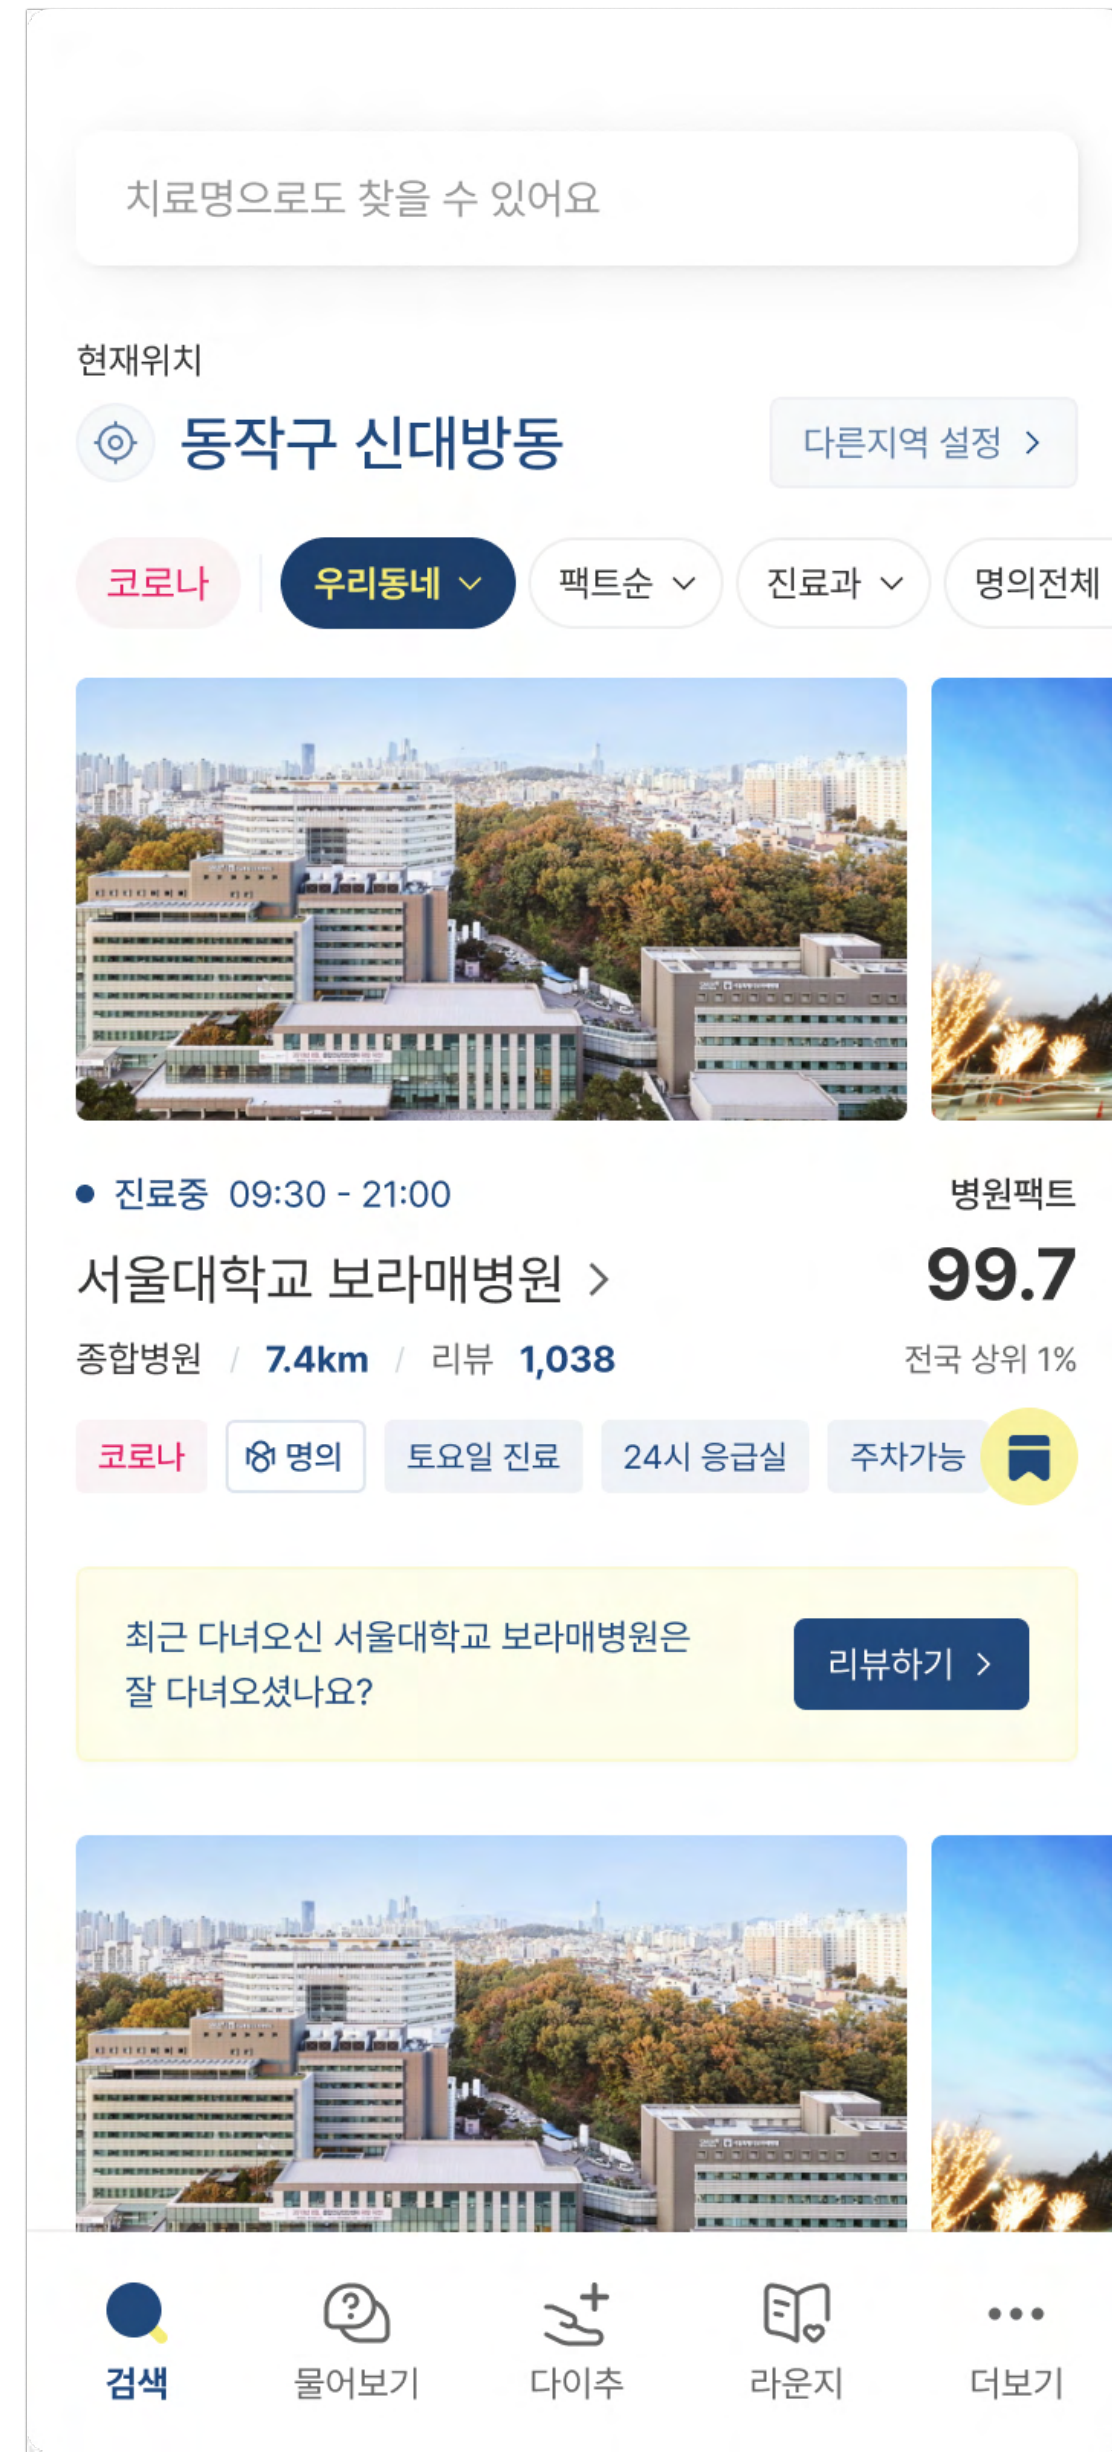 치료명으로도 찾을 수 있어요
현재위치
동작구 신대방동
다른지역 설정
코로나 우리동네 팩트순 진료과 명의전체
진료중 09:30 - 21:00
병원팩트
서울대학교 보라매병원
99.7
종합병원 / 7.4km / 리뷰 1,038
전국 상위 1%
코로나 명의 토요일 진료 24시 응급실 주차가능
최근 다녀오신 서울대학교 보라매병원은
잘 다녀오셨나요?
리뷰하기
검색 물어보기 다이추 라운지 더보기